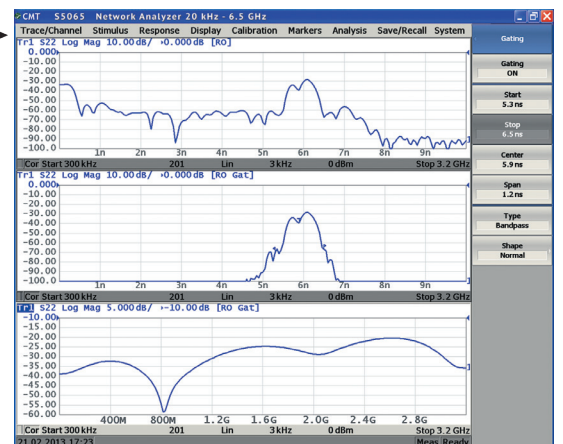 CMT S5065 Network Analyzer 20 kHz - 6.5 GHz
Trace/Channel Stimulus Response Display Calibration Markers Analysis Save/Recall System
Tr1 S22 Log Mag 10.00dB/ ▸0.000dB [RO]
0.000
-10.00
-20.00
-30.00
-40.00
-50.00
-60.00
-70.00
-80.00
-90.00
-100.0
1n 2n 3n 4n 5n 6n 7n 8n 9n
Cor Start 300 kHz 201 Lin 3 kHz 0 dBm Stop 3.2 GHz
Tr1 S22 Log Mag 10.00dB/ ▸0.000dB [RO Gat]
0.000
-10.00
-20.00
-30.00
-40.00
-50.00
-60.00
-70.00
-80.00
-90.00
-100.0
1n 2n 3n 4n 5n 6n 7n 8n 9n
Cor Start 300 kHz 201 Lin 3 kHz 0 dBm Stop 3.2 GHz
Tr1 S22 Log Mag 5.000dB/ ▸-10.00dB [RO Gat]
-10.00
-15.00
-20.00
-25.00
-30.00
-35.00
-40.00
-45.00
-50.00
-55.00
-60.00
400M 800M 1.2G 1.6G 2.0G 2.4G 2.8G
Cor Start 300 kHz 201 Lin 3 kHz 0 dBm Stop 3.2 GHz
21.02.2013 17:23 Meas Ready
Gating
Gating
ON
Start
5.3 ns
Stop
6.5 ns
Center
5.9 ns
Span
1.2 ns
Type
Bandpass
Shape
Normal